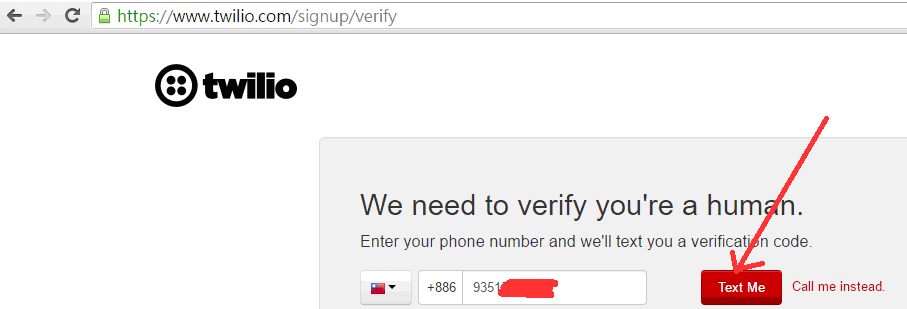 https://www.twilio.com/signup/verify
twilio
We need to verify you're a human.
Enter your phone number and we'll text you a verification code.
+886 9351 Text Me Call me instead.